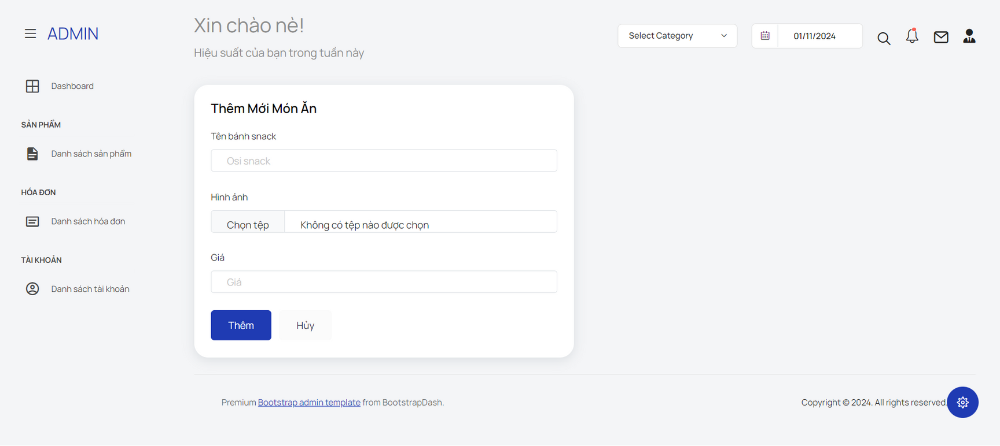 ADMIN
Xin chào nè!
Hiệu suất của bạn trong tuần này
Select Category
01/11/2024
Dashboard
SẢN PHẨM
Danh sách sản phẩm
HÓA ĐƠN
Danh sách hóa đơn
TÀI KHOẢN
Danh sách tài khoản
Thêm Mới Món Ăn
Tên bánh snack
Osi snack
Hình ảnh
Chọn tệp Không có tệp nào được chọn
Giá
Giá
Thêm Hủy
Premium Bootstrap admin template from BootstrapDash.
Copyright © 2024. All rights reserved.